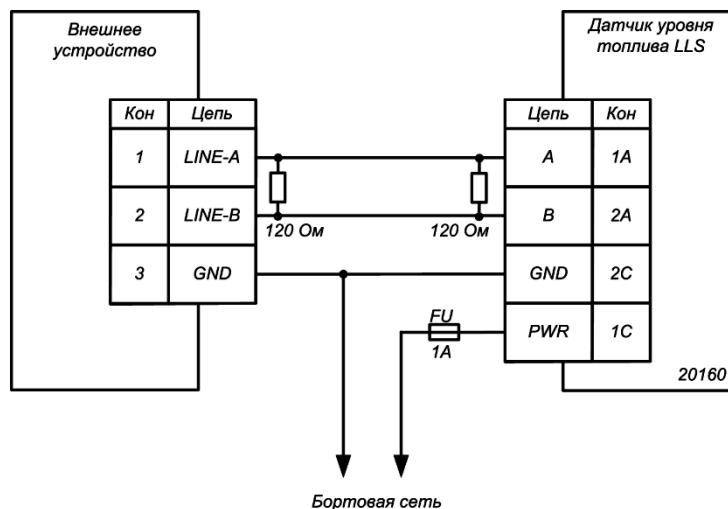 Внешнее
устройство
Датчик уровня
топлива LLS
Кон Цепь
Цепь Кон
1 LINE-A
A 1A
2 LINE-B
B 2A
120 Ом
120 Ом
3 GND
GND 2C
FU
1A
PWR 1C
20160
Бортовая сеть